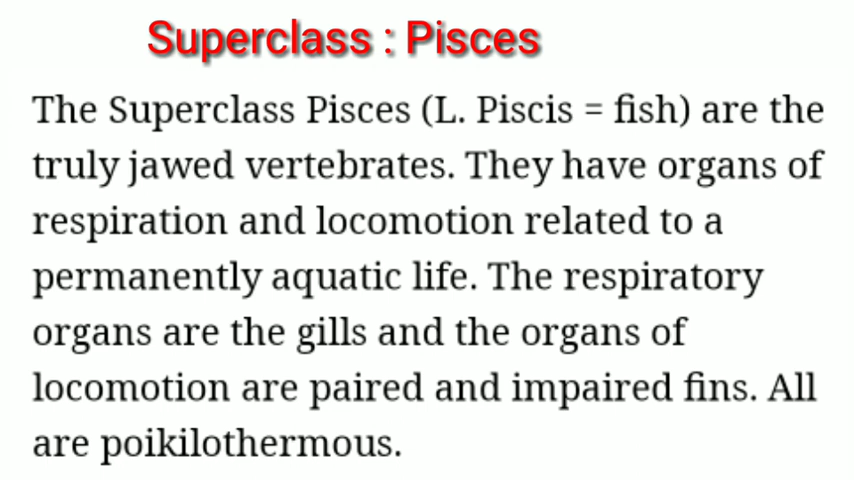 Superclass : Pisces
The Superclass Pisces (L. Piscis = fish) are the
truly jawed vertebrates. They have organs of
respiration and locomotion related to a
permanently aquatic life. The respiratory
organs are the gills and the organs of
locomotion are paired and impaired fins. All
are poikilothermous.